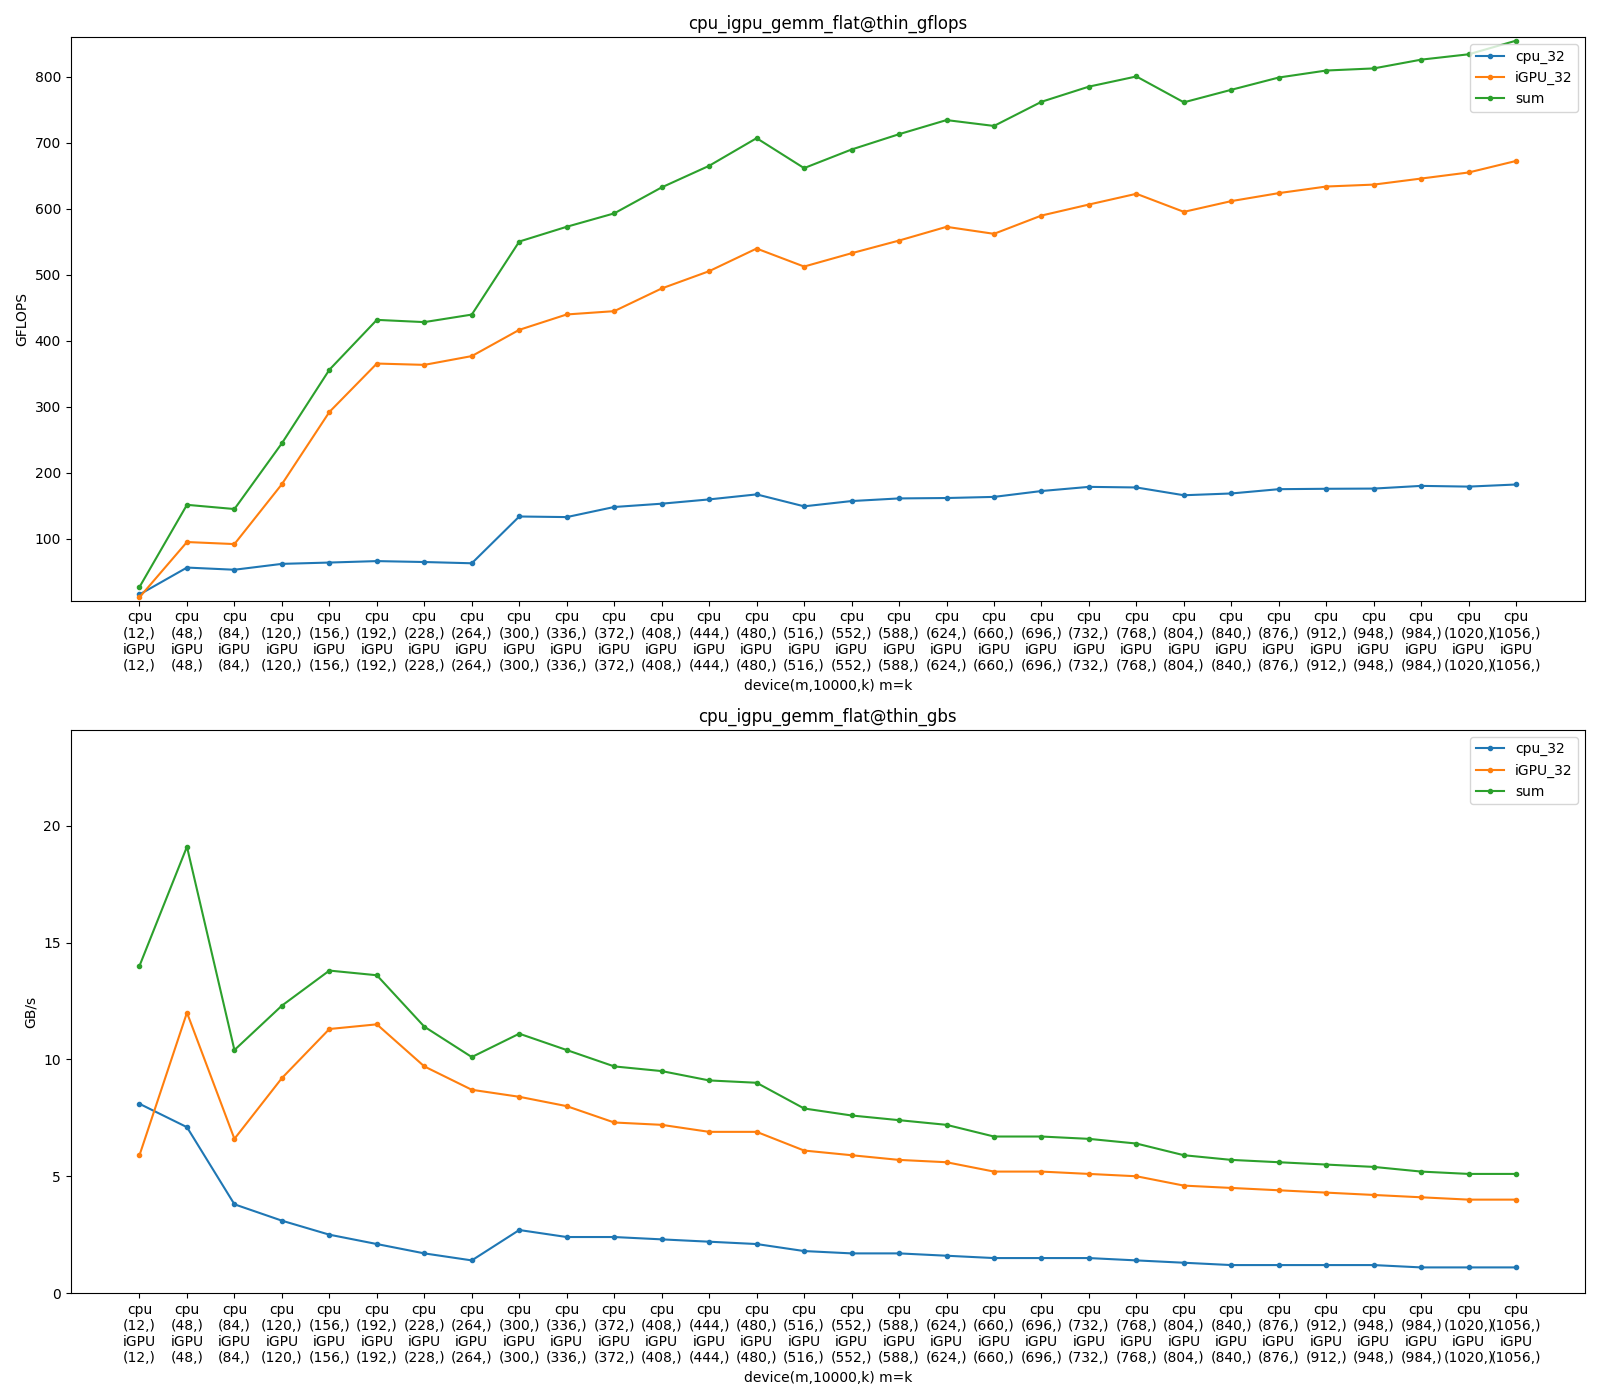 cpu_igpu_gemm_flat@thin_gflops
800
700
600
500
400
300
200
100
GFLOPS
cpu_32
iGPU_32
sum
cpu cpu cpu cpu cpu cpu cpu cpu cpu cpu cpu cpu cpu cpu cpu cpu cpu cpu cpu cpu cpu cpu cpu cpu cpu cpu cpu cpu cpu cpu
(12,) (48,) (84,) (120,) (156,) (192,) (228,) (264,) (300,) (336,) (372,) (408,) (444,) (480,) (516,) (552,) (588,) (624,) (660,) (696,) (732,) (768,) (804,) (840,) (876,) (912,) (948,) (984,) (1020,) (1056,)
iGPU iGPU iGPU iGPU iGPU iGPU iGPU iGPU iGPU iGPU iGPU iGPU iGPU iGPU iGPU iGPU iGPU iGPU iGPU iGPU iGPU iGPU iGPU iGPU iGPU iGPU iGPU iGPU iGPU iGPU
(12,) (48,) (84,) (120,) (156,) (192,) (228,) (264,) (300,) (336,) (372,) (408,) (444,) (480,) (516,) (552,) (588,) (624,) (660,) (696,) (732,) (768,) (804,) (840,) (876,) (912,) (948,) (984,) (1020,) (1056,)
device(m,10000,k) m=k
cpu_igpu_gemm_flat@thin_gbs
20
15
10
5
0
GB/s
cpu_32
iGPU_32
sum
cpu cpu cpu cpu cpu cpu cpu cpu cpu cpu cpu cpu cpu cpu cpu cpu cpu cpu cpu cpu cpu cpu cpu cpu cpu cpu cpu cpu cpu cpu
(12,) (48,) (84,) (120,) (156,) (192,) (228,) (264,) (300,) (336,) (372,) (408,) (444,) (480,) (516,) (552,) (588,) (624,) (660,) (696,) (732,) (768,) (804,) (840,) (876,) (912,) (948,) (984,) (1020,) (1056,)
iGPU iGPU iGPU iGPU iGPU iGPU iGPU iGPU iGPU iGPU iGPU iGPU iGPU iGPU iGPU iGPU iGPU iGPU iGPU iGPU iGPU iGPU iGPU iGPU iGPU iGPU iGPU iGPU iGPU iGPU
(12,) (48,) (84,) (120,) (156,) (192,) (228,) (264,) (300,) (336,) (372,) (408,) (444,) (480,) (516,) (552,) (588,) (624,) (660,) (696,) (732,) (768,) (804,) (840,) (876,) (912,) (948,) (984,) (1020,) (1056,)
device(m,10000,k) m=k